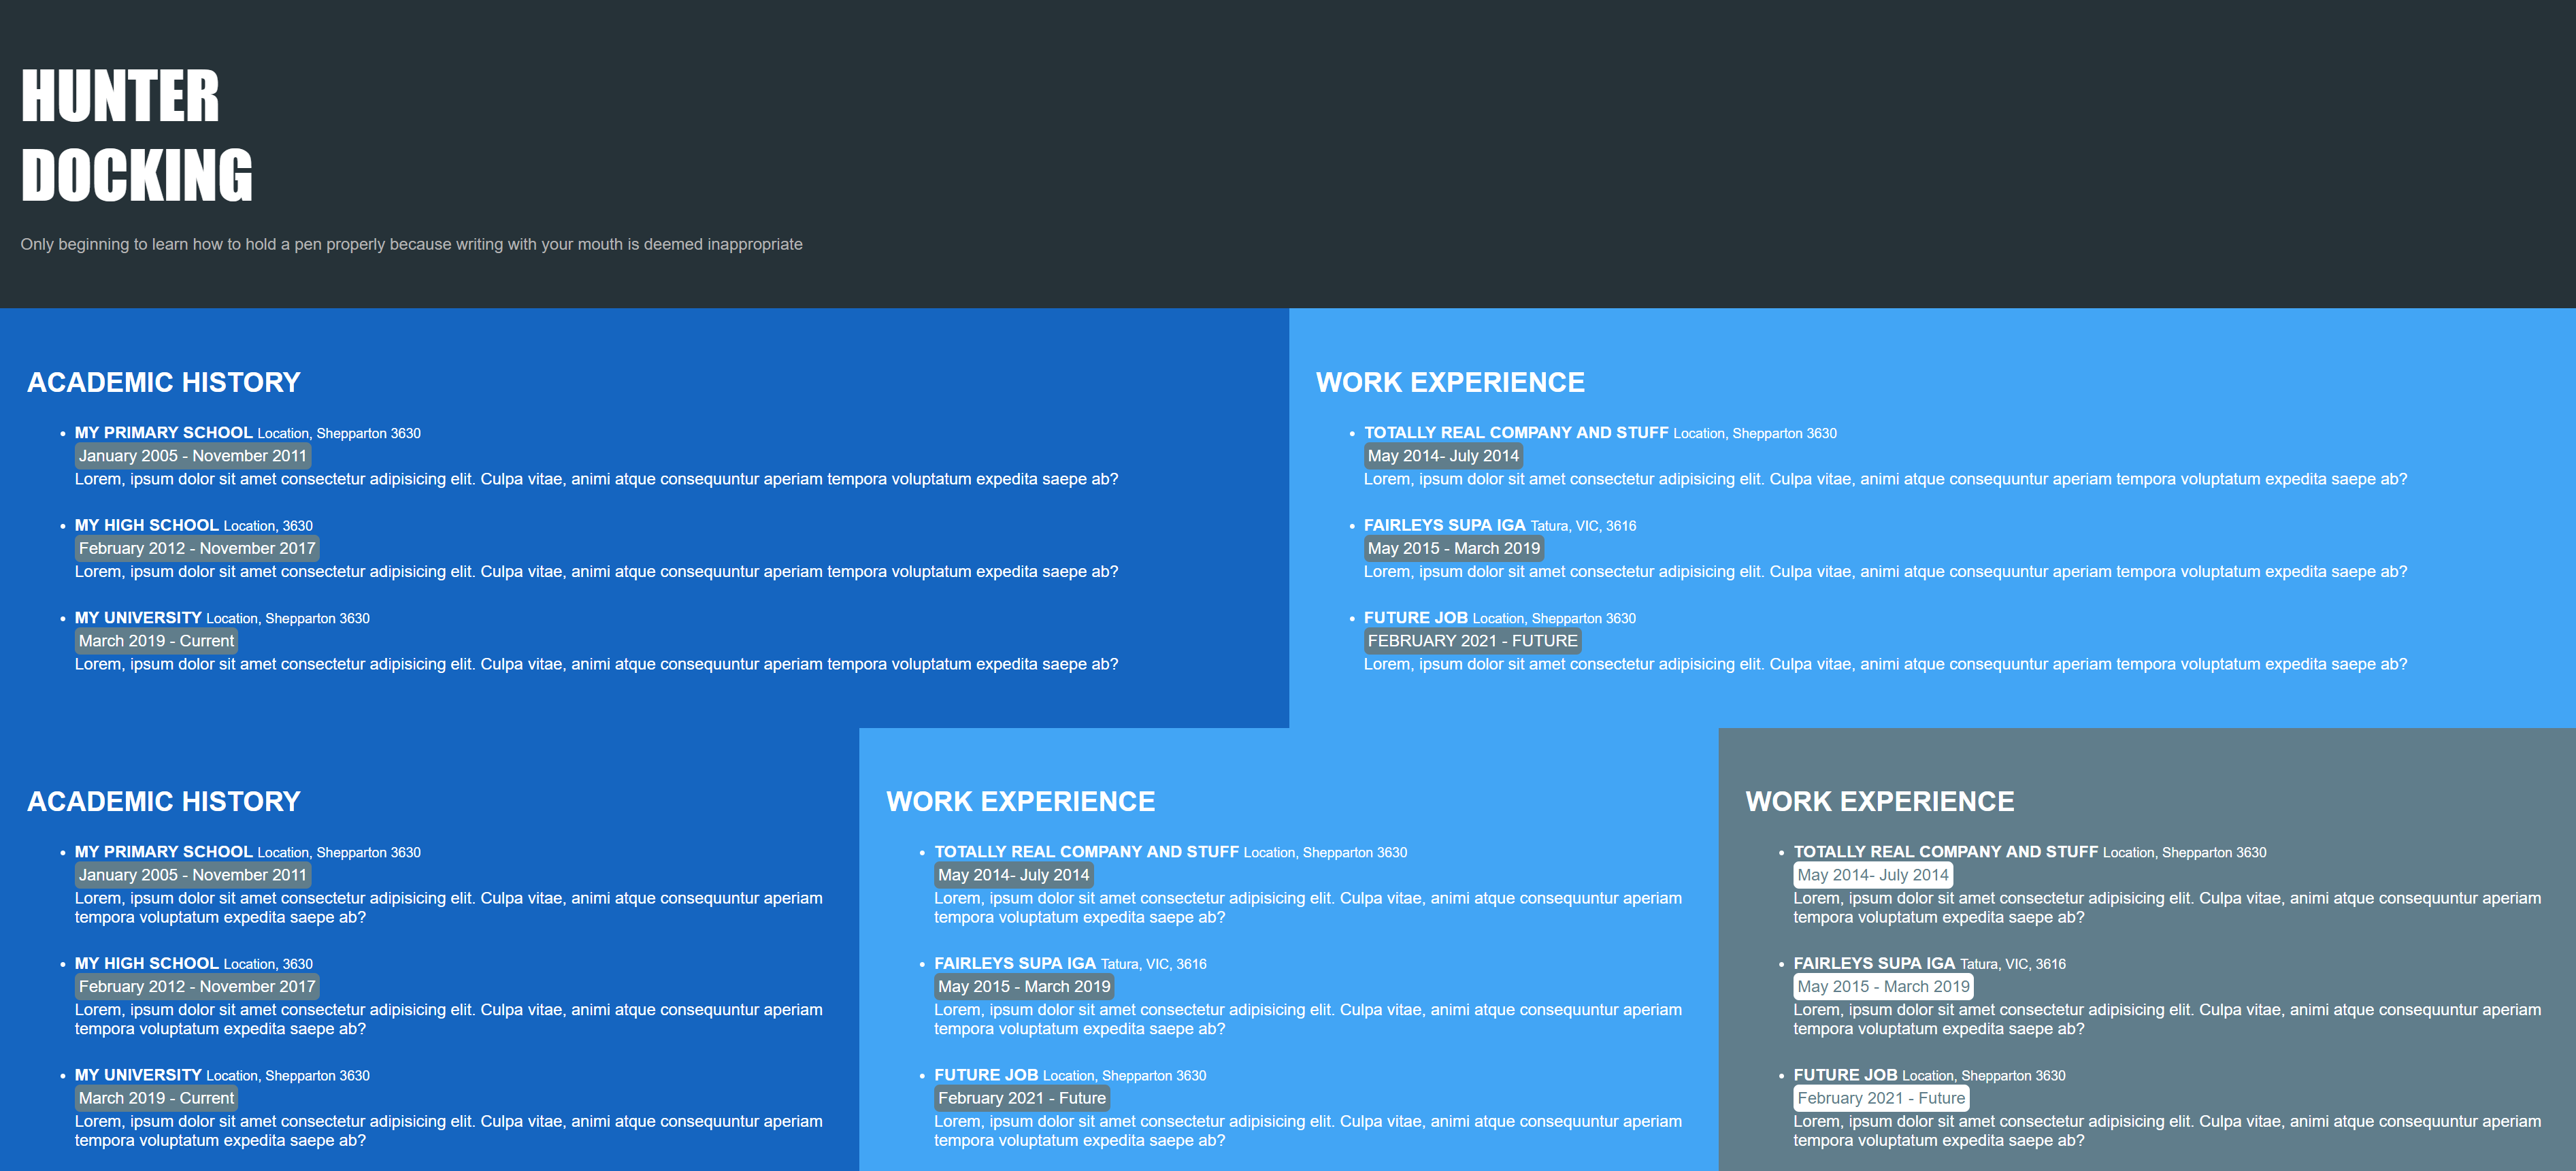 HUNTER
DOCKING
Only beginning to learn how to hold a pen properly because writing with your mouth is deemed inappropriate
ACADEMIC HISTORY
MY PRIMARY SCHOOL Location, Shepparton 3630
January 2005 - November 2011
Lorem, ipsum dolor sit amet consectetur adipisicing elit. Culpa vitae, animi atque consequuntur aperiam tempora voluptatum expedita saepe ab?
MY HIGH SCHOOL Location, 3630
February 2012 - November 2017
Lorem, ipsum dolor sit amet consectetur adipisicing elit. Culpa vitae, animi atque consequuntur aperiam tempora voluptatum expedita saepe ab?
MY UNIVERSITY Location, Shepparton 3630
March 2019 - Current
Lorem, ipsum dolor sit amet consectetur adipisicing elit. Culpa vitae, animi atque consequuntur aperiam tempora voluptatum expedita saepe ab?
WORK EXPERIENCE
TOTALLY REAL COMPANY AND STUFF Location, Shepparton 3630
May 2014- July 2014
Lorem, ipsum dolor sit amet consectetur adipisicing elit. Culpa vitae, animi atque consequuntur aperiam tempora voluptatum expedita saepe ab?
FAIRLEYS SUPA IGA Tatura, VIC, 3616
May 2015 - March 2019
Lorem, ipsum dolor sit amet consectetur adipisicing elit. Culpa vitae, animi atque consequuntur aperiam tempora voluptatum expedita saepe ab?
FUTURE JOB Location, Shepparton 3630
FEBRUARY 2021 - FUTURE
Lorem, ipsum dolor sit amet consectetur adipisicing elit. Culpa vitae, animi atque consequuntur aperiam tempora voluptatum expedita saepe ab?
ACADEMIC HISTORY
MY PRIMARY SCHOOL Location, Shepparton 3630
January 2005 - November 2011
Lorem, ipsum dolor sit amet consectetur adipisicing elit. Culpa vitae, animi atque consequuntur aperiam
tempora voluptatum expedita saepe ab?
MY HIGH SCHOOL Location, 3630
February 2012 - November 2017
Lorem, ipsum dolor sit amet consectetur adipisicing elit. Culpa vitae, animi atque consequuntur aperiam
tempora voluptatum expedita saepe ab?
MY UNIVERSITY Location, Shepparton 3630
March 2019 - Current
Lorem, ipsum dolor sit amet consectetur adipisicing elit. Culpa vitae, animi atque consequuntur aperiam
tempora voluptatum expedita saepe ab?
WORK EXPERIENCE
TOTALLY REAL COMPANY AND STUFF Location, Shepparton 3630
May 2014- July 2014
Lorem, ipsum dolor sit amet consectetur adipisicing elit. Culpa vitae, animi atque consequuntur aperiam
tempora voluptatum expedita saepe ab?
FAIRLEYS SUPA IGA Tatura, VIC, 3616
May 2015 - March 2019
Lorem, ipsum dolor sit amet consectetur adipisicing elit. Culpa vitae, animi atque consequuntur aperiam
tempora voluptatum expedita saepe ab?
FUTURE JOB Location, Shepparton 3630
February 2021 - Future
Lorem, ipsum dolor sit amet consectetur adipisicing elit. Culpa vitae, animi atque consequuntur aperiam
tempora voluptatum expedita saepe ab?
WORK EXPERIENCE
TOTALLY REAL COMPANY AND STUFF Location, Shepparton 3630
May 2014- July 2014
Lorem, ipsum dolor sit amet consectetur adipisicing elit. Culpa vitae, animi atque consequuntur aperiam
tempora voluptatum expedita saepe ab?
FAIRLEYS SUPA IGA Tatura, VIC, 3616
May 2015 - March 2019
Lorem, ipsum dolor sit amet consectetur adipisicing elit. Culpa vitae, animi atque consequuntur aperiam
tempora voluptatum expedita saepe ab?
FUTURE JOB Location, Shepparton 3630
February 2021 - Future
Lorem, ipsum dolor sit amet consectetur adipisicing elit. Culpa vitae, animi atque consequuntur aperiam
tempora voluptatum expedita saepe ab?